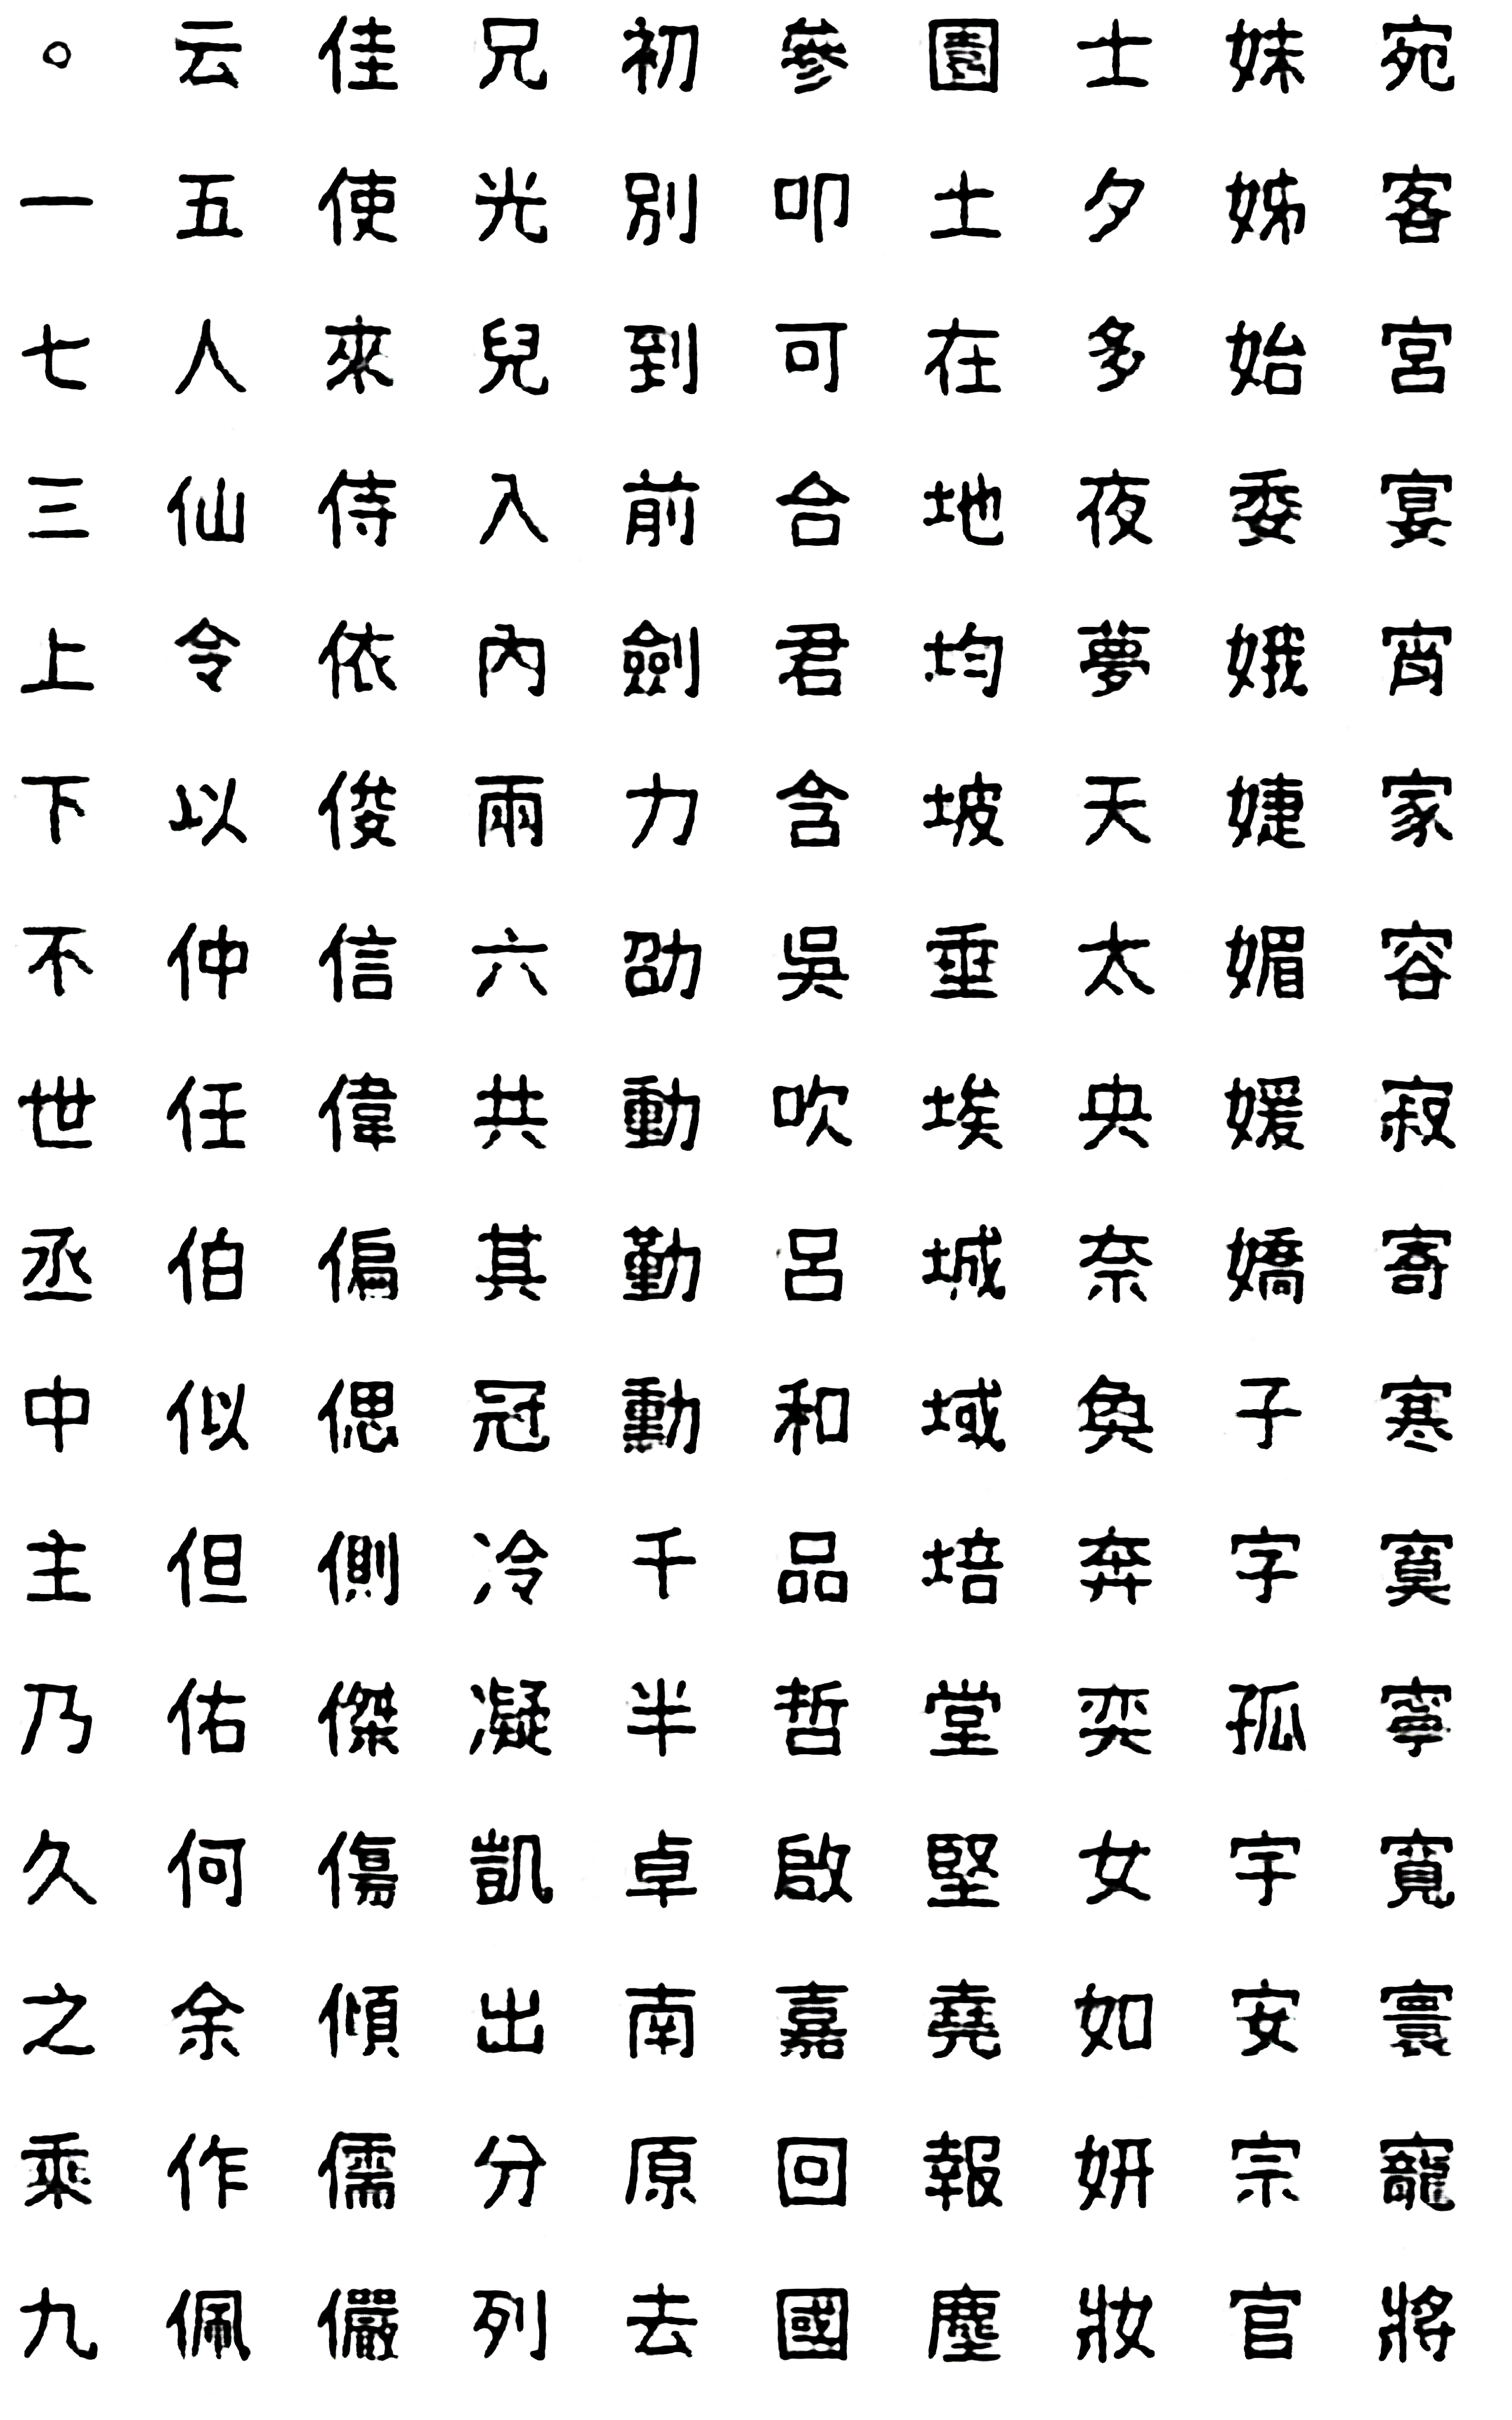 。一七三上下不世丞中主乃久之乘九
云五人仙令以仲任伯似但佑何余作佩
佳使來侍依俊信偉偏偲側傑傷傾儒儼
兄光兒入內兩六共其冠冷凝凱出分列
初別到前劍力劭動勤勳千半卓南原去
參叩可合君含吳吹呂和品哲啟嘉回國
園土在地均坡垂埃城域培堂堅堯報塵
士夕多夜夢天太央奈奐奔奕女如妍妝
妹姊始委娥婕媚媛嬌子字孤宇安宗官
宛客宮宴宵家容寂寄寒寞寧寬寰寵將